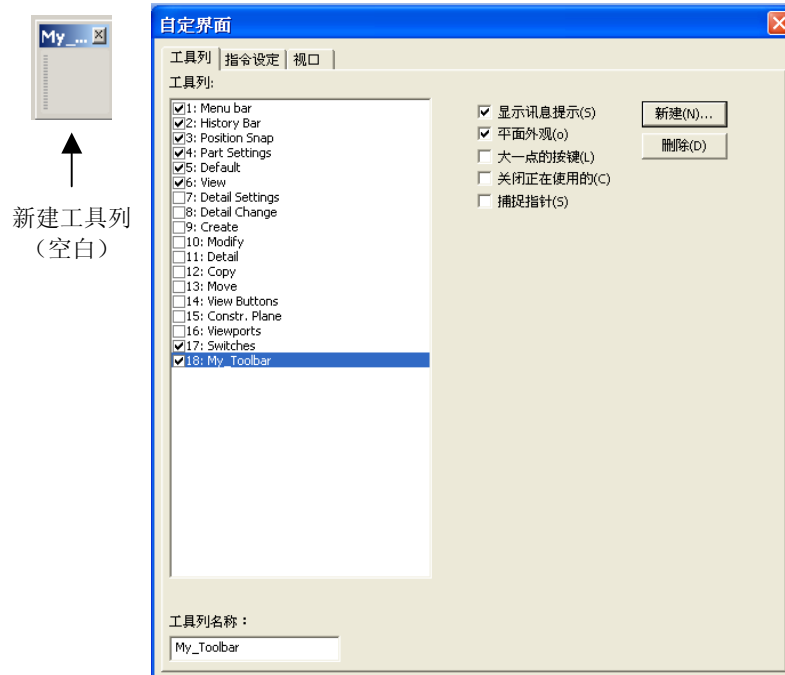 My_...
新建工具列
（空白）
自定界面
工具列
指令设定
视口
工具列:
1: Menu bar
2: History Bar
3: Position Snap
4: Part Settings
5: Default
6: View
7: Detail Settings
8: Detail Change
9: Create
10: Modify
11: Detail
12: Copy
13: Move
14: View Buttons
15: Constr. Plane
16: Viewports
17: Switches
18: My_Toolbar
显示讯息提示(S)
平面外观(o)
大一点的按键(L)
关闭正在使用的(C)
捕捉指针(S)
新建(N)...
删除(D)
工具列名称：
My_Toolbar